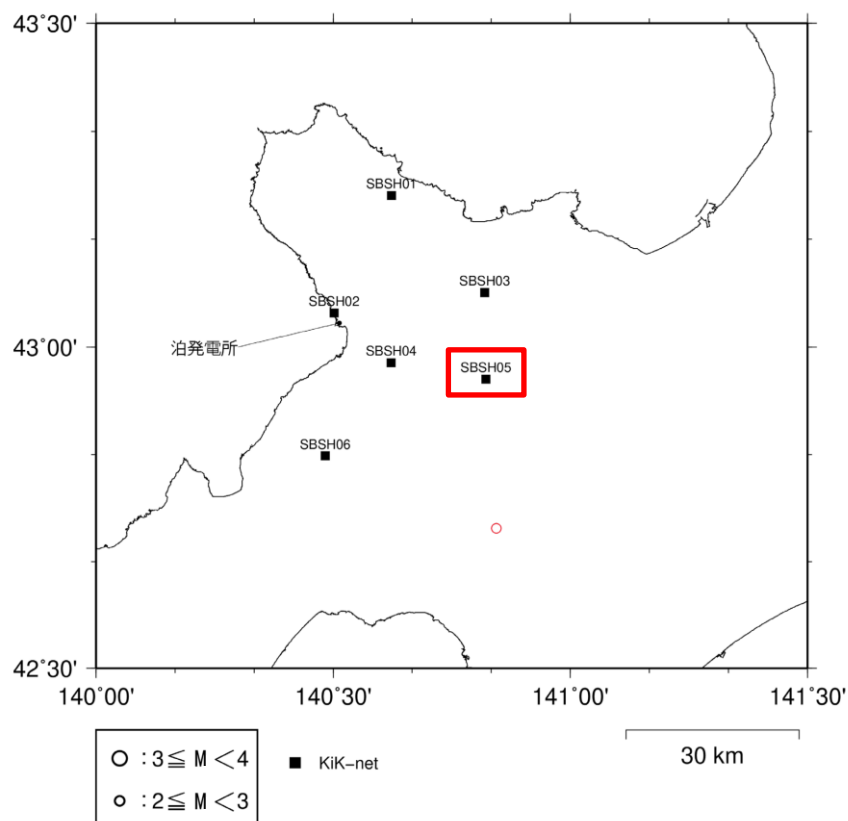 43°30'
SBSH01
SBSH03
SBSH02
泊発電所
43°00'
SBSH04
SBSH05
SBSH06
42°30'
140°00'
140°30'
141°00'
141°30'
○ : 3≦ M <4
■ KiK-net
30 km
○ : 2≦ M <3